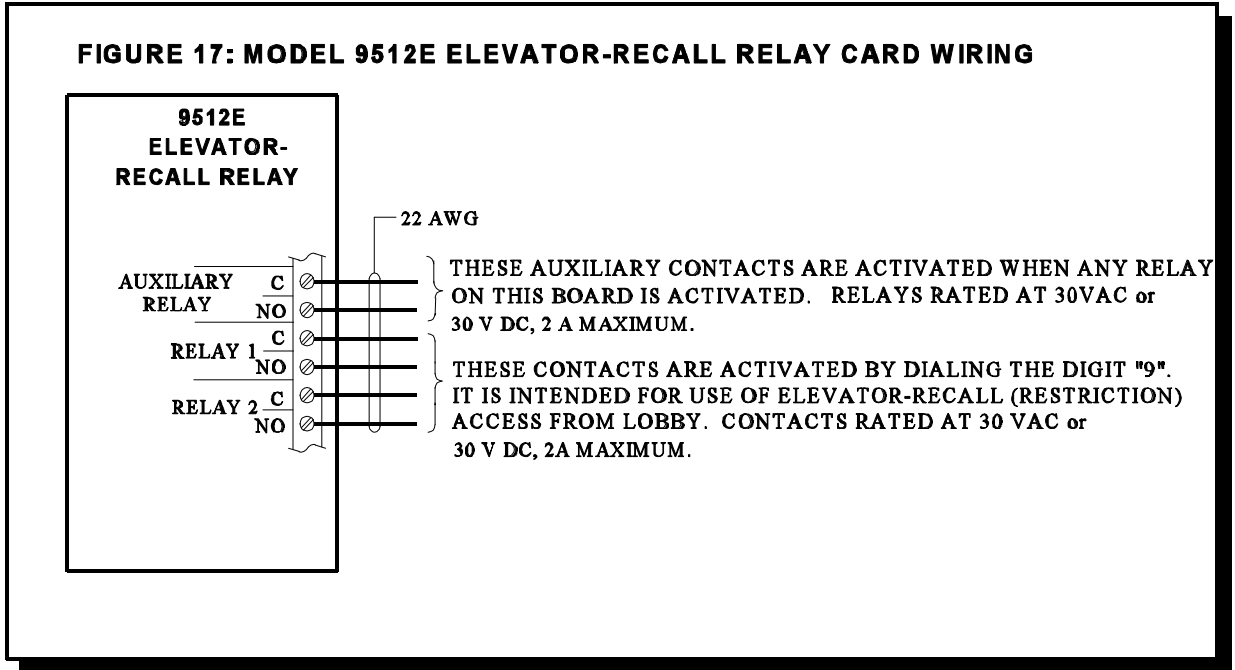 FIGURE 17: MODEL 9512E ELEVATOR-RECALL RELAY CARD WIRING
9512E
ELEVATOR-
RECALL RELAY
22 AWG
AUXILIARY
RELAY
C
NO
RELAY 1
C
NO
RELAY 2
C
NO
THESE AUXILIARY CONTACTS ARE ACTIVATED WHEN ANY RELAY
ON THIS BOARD IS ACTIVATED. RELAYS RATED AT 30VAC or
30 V DC, 2 A MAXIMUM.
THESE CONTACTS ARE ACTIVATED BY DIALING THE DIGIT "9".
IT IS INTENDED FOR USE OF ELEVATOR-RECALL (RESTRICTION)
ACCESS FROM LOBBY. CONTACTS RATED AT 30 VAC or
30 V DC, 2A MAXIMUM.